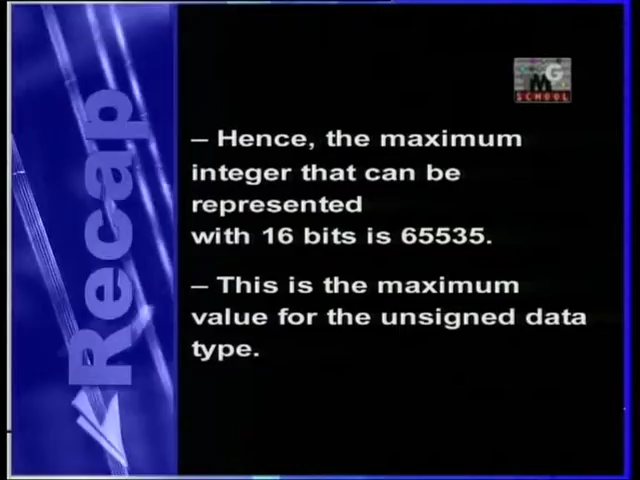 Recap
G
M
SCHOOL
– Hence, the maximum
integer that can be
represented
with 16 bits is 65535.
– This is the maximum
value for the unsigned data
type.